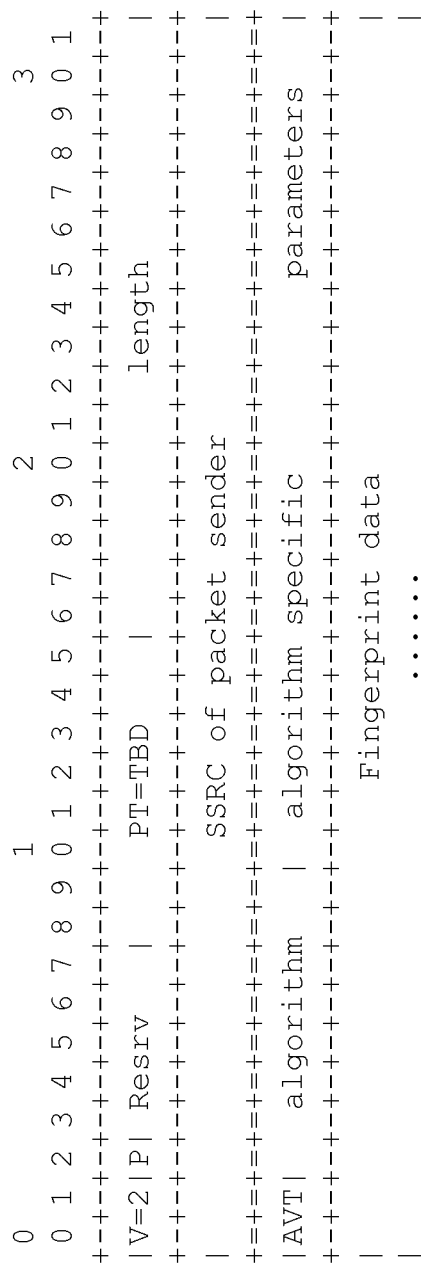 0                   1                   2                   3
 0 1 2 3 4 5 6 7 8 9 0 1 2 3 4 5 6 7 8 9 0 1 2 3 4 5 6 7 8 9 0 1
+-+-+-+-+-+-+-+-+-+-+-+-+-+-+-+-+-+-+-+-+-+-+-+-+-+-+-+-+-+-+-+-+
|V=2|P| Resrv   |     PT=TBD    |             length            |
+-+-+-+-+-+-+-+-+-+-+-+-+-+-+-+-+-+-+-+-+-+-+-+-+-+-+-+-+-+-+-+-+
|                     SSRC of packet sender                     |
+=+=+=+=+=+=+=+=+=+=+=+=+=+=+=+=+=+=+=+=+=+=+=+=+=+=+=+=+=+=+=+=+
|AVT|   algorithm   |  algorithm specific          parameters   |
+-+-+-+-+-+-+-+-+-+-+-+-+-+-+-+-+-+-+-+-+-+-+-+-+-+-+-+-+-+-+-+-+
|                        Fingerprint data                       |
|                             ......                            |